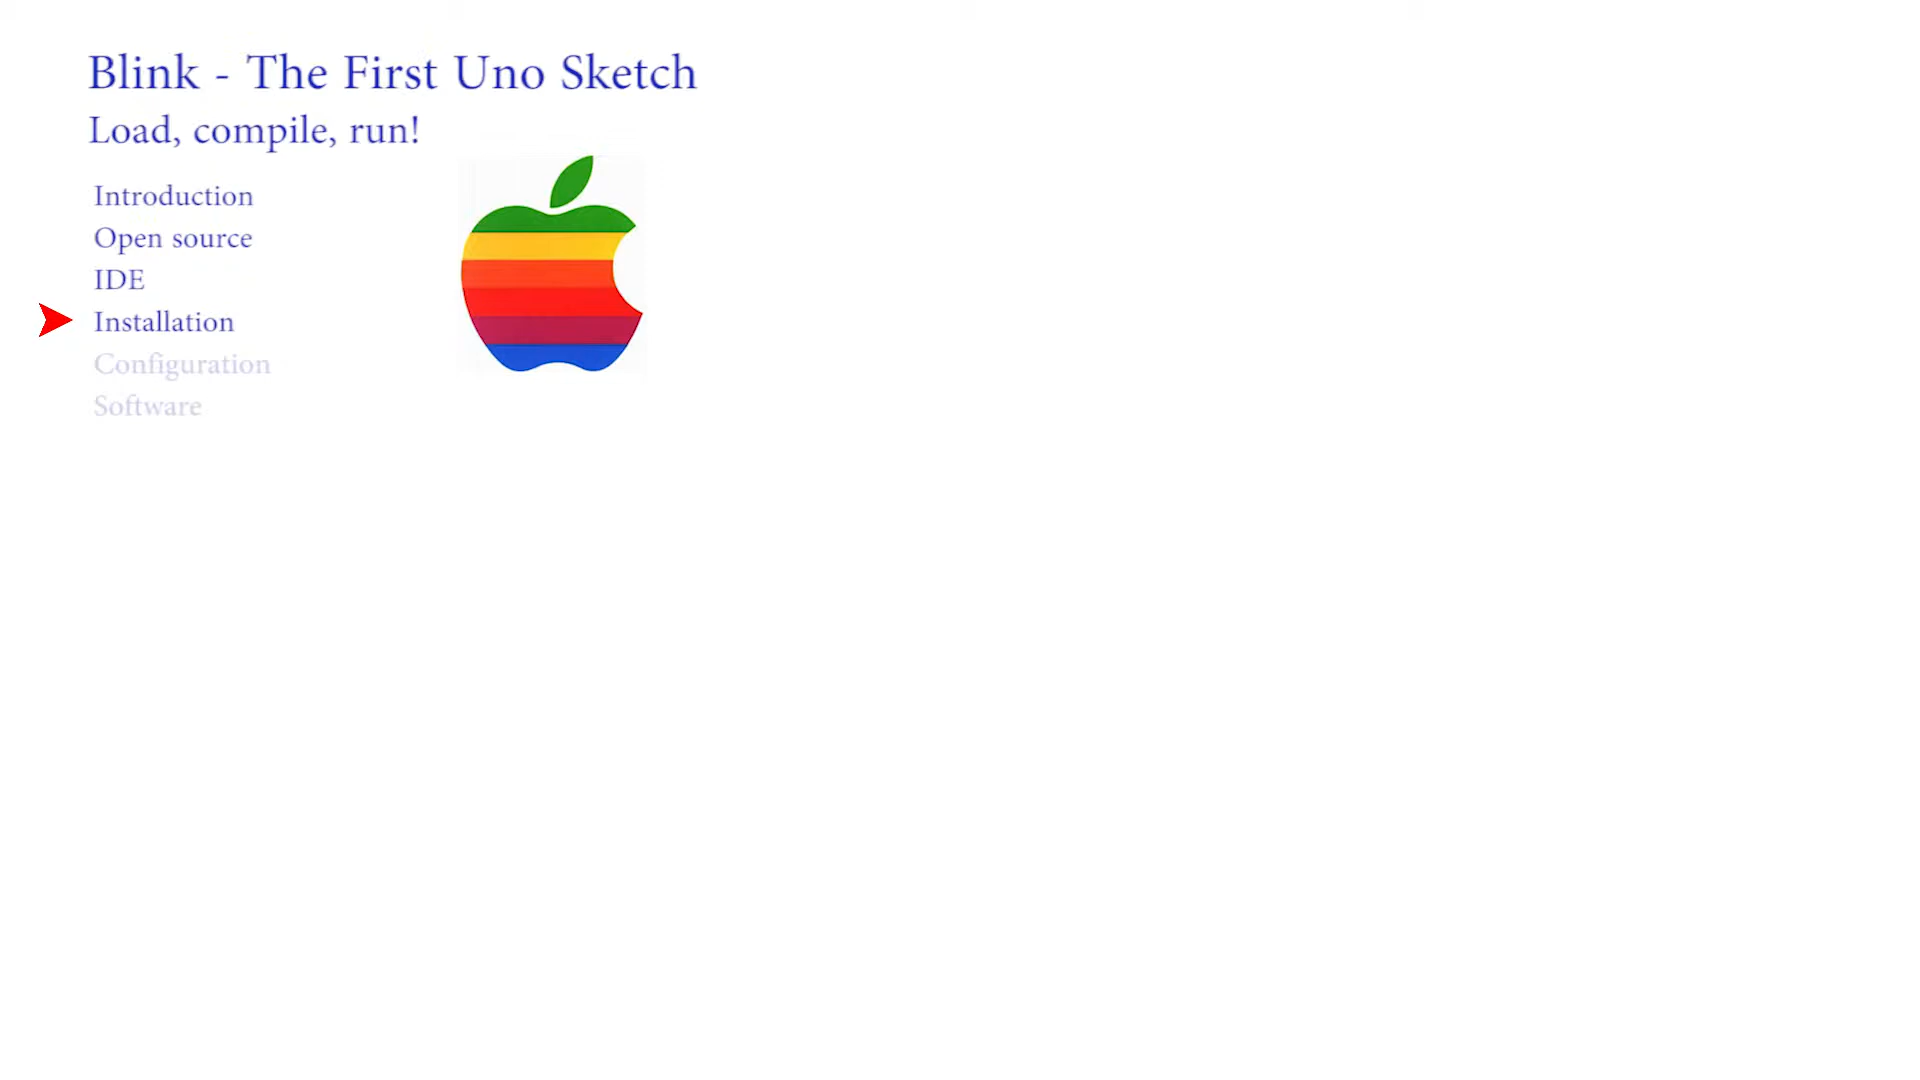 Blink - The First Uno Sketch
Load, compile, run!
Introduction
Open source
IDE
Installation
Configuration
Software